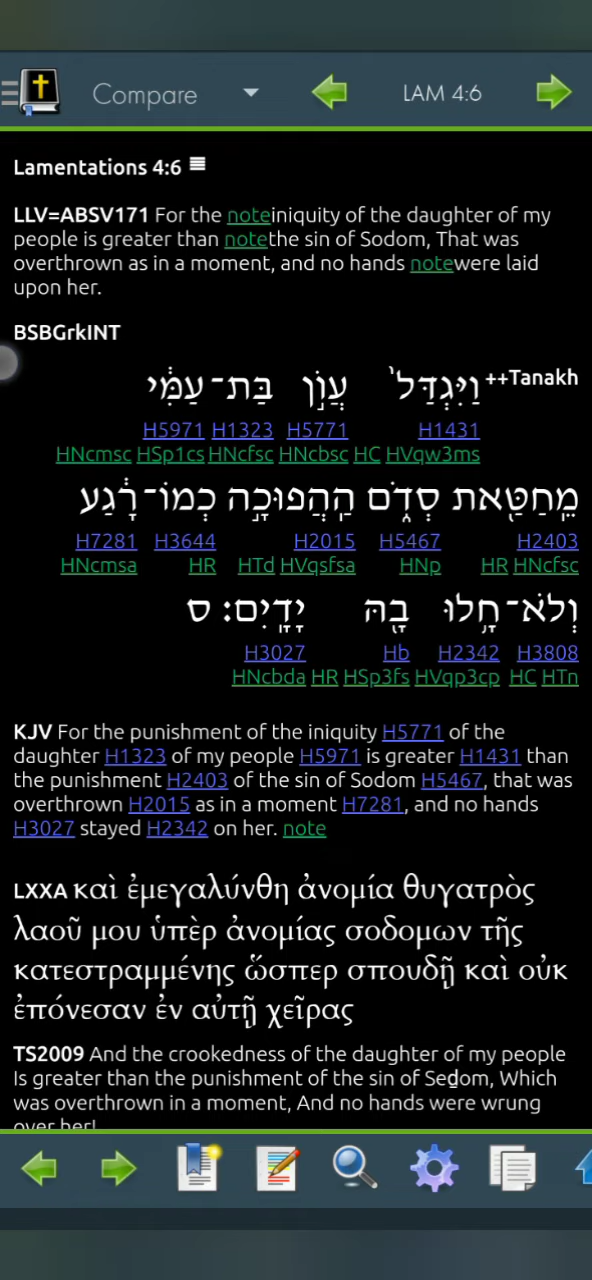 Compare
LAM 4:6
Lamentations 4:6
LLV=ABSV171 For the noteiniquity of the daughter of my
people is greater than notethe sin of Sodom, That was
overthrown as in a moment, and no hands notewere laid
upon her.
BSBGrkINT
++Tanakh וַיִּגְדַּל֙ עֲוֺ֣ן בַּת־עַמִּ֔י
H5971 H1323 H5771 H1431
HNcmsc HSp1cs HNcfsc HNcbsc HC HVqw3ms
מֵֽחַטַּ֖את סְדֹ֑ם הַֽהֲפוּכָ֣ה כְמוֹ־רָ֔גַע
H7281 H3644 H2015 H5467 H2403
HNcmsa HR HTd HVqsfsa HNp HR HNcfsc
וְלֹא־חָ֥לוּ בָ֖הּ יָדָֽיִם׃ ס
H3027 Hb H2342 H3808
HNcbda HR HSp3fs HVqp3cp HC HTn
KJV For the punishment of the iniquity H5771 of the
daughter H1323 of my people H5971 is greater H1431 than
the punishment H2403 of the sin of Sodom H5467, that was
overthrown H2015 as in a moment H7281, and no hands
H3027 stayed H2342 on her. note
LXXA καὶ ἐμεγαλύνθη ἀνομία θυγατρὸς
λαοῦ μου ὑπὲρ ἀνομίας σοδομων τῆς
κατεστραμμένης ὥσπερ σπουδῇ καὶ οὐκ
ἐπόνεσαν ἐν αὐτῇ χεῖρας
TS2009 And the crookedness of the daughter of my people
Is greater than the punishment of the sin of Seḏom, Which
was overthrown in a moment, And no hands were wrung
over her!